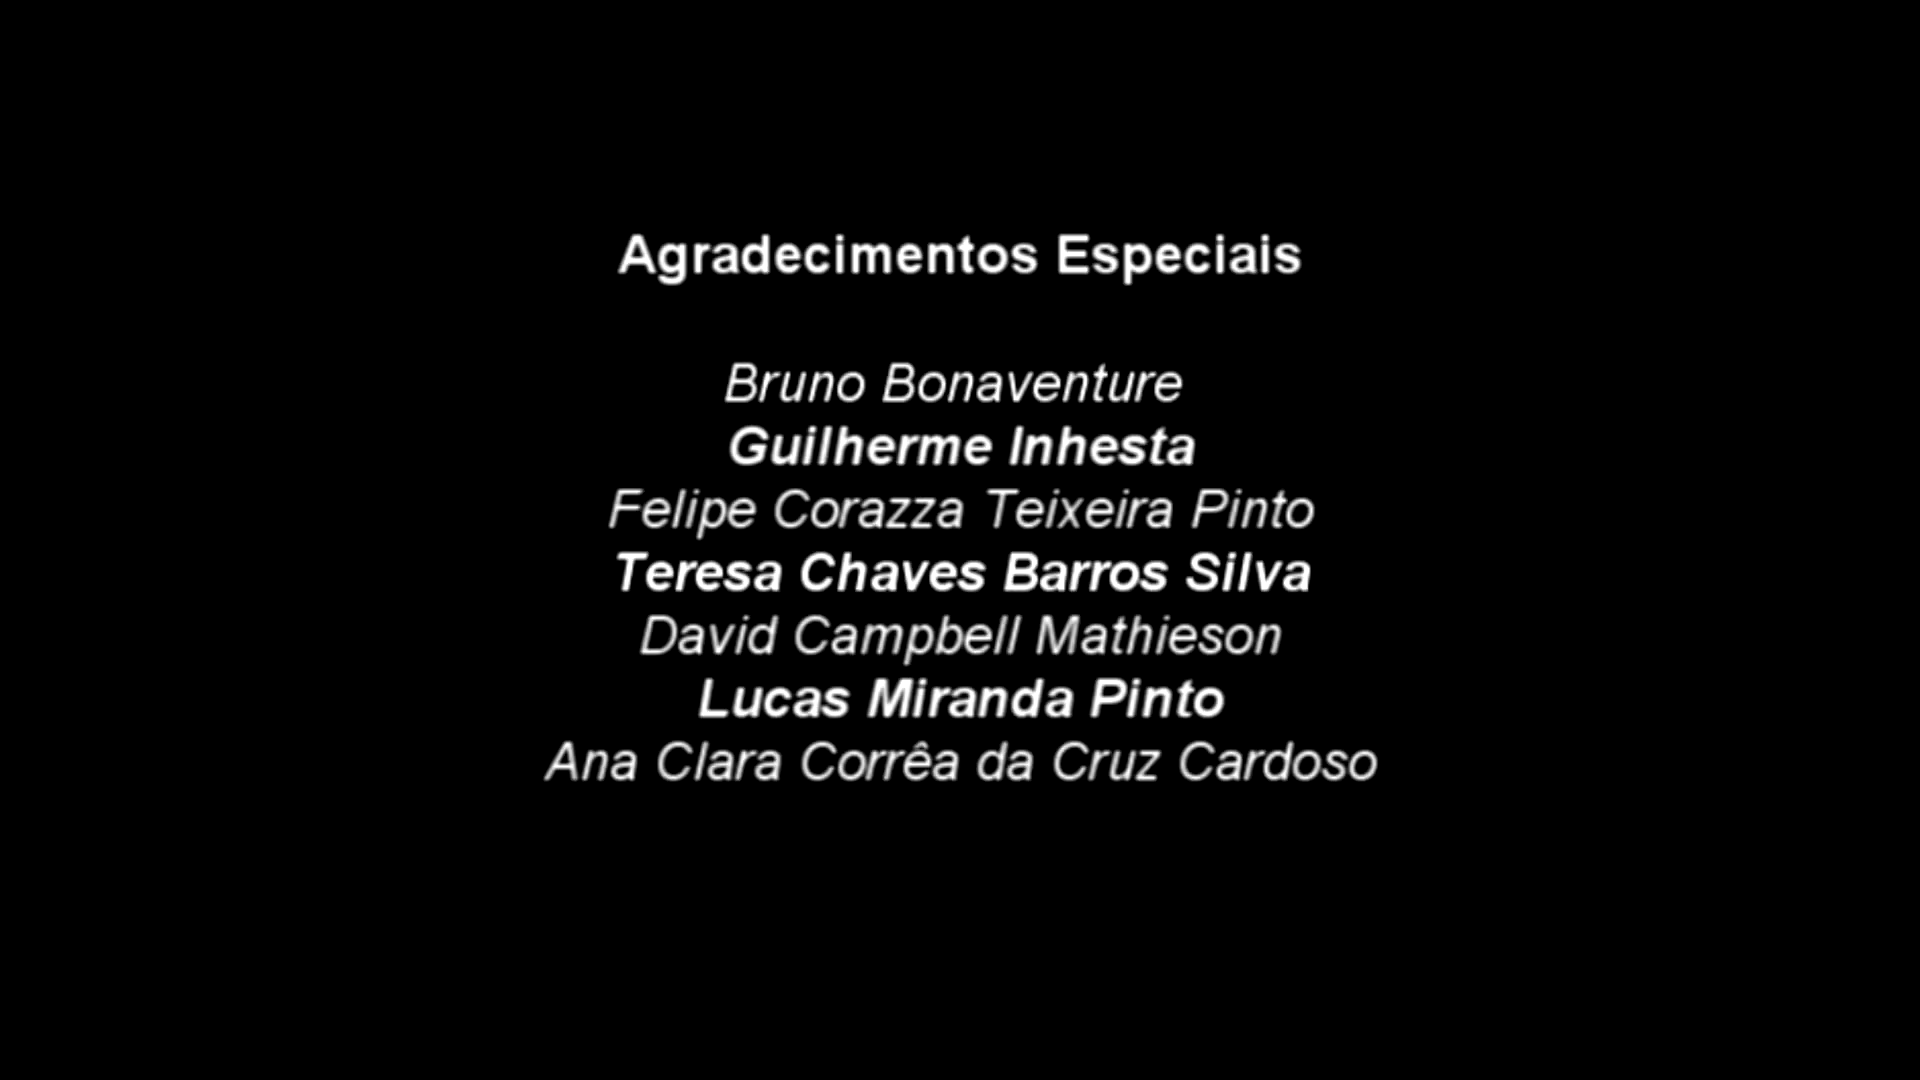 Agradecimentos Especiais
Bruno Bonaventure
Guilherme Inhesta
Felipe Corazza Teixeira Pinto
Teresa Chaves Barros Silva
David Campbell Mathieson
Lucas Miranda Pinto
Ana Clara Corrêa da Cruz Cardoso